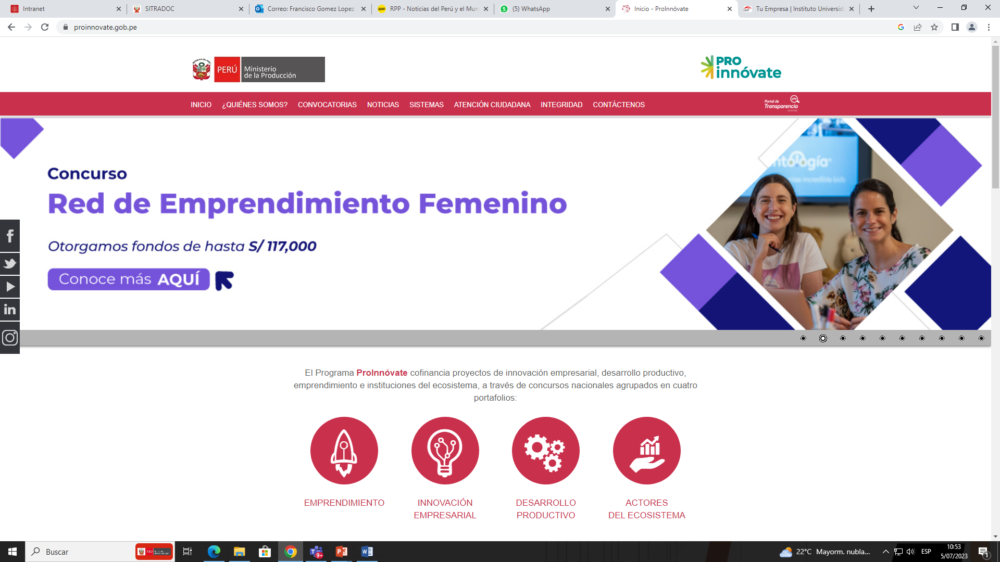 Intranet
SITRADOC
Correo: Francisco Gomez Lopez
RPP - Noticias del Perú y el Mun
(5) WhatsApp
Inicio - ProInnóvate
Tu Empresa | Instituto Universida
proinnovate.gob.pe
PERÚ
Ministerio
de la Producción
PRO
innóvate
INICIO
¿QUIÉNES SOMOS?
CONVOCATORIAS
NOTICIAS
SISTEMAS
ATENCIÓN CIUDADANA
INTEGRIDAD
CONTÁCTENOS
Portal de
Transparencia
Concurso
Red de Emprendimiento Femenino
Otorgamos fondos de hasta S/ 117,000
Conoce más AQUÍ
El Programa ProInnóvate cofinancia proyectos de innovación empresarial, desarrollo productivo,
emprendimiento e instituciones del ecosistema, a través de concursos nacionales agrupados en cuatro
portafolios:
EMPRENDIMIENTO
INNOVACIÓN
EMPRESARIAL
DESARROLLO
PRODUCTIVO
ACTORES
DEL ECOSISTEMA
Buscar
9+
22°C Mayorm. nubla...
ESP
10:53
5/07/2023
1